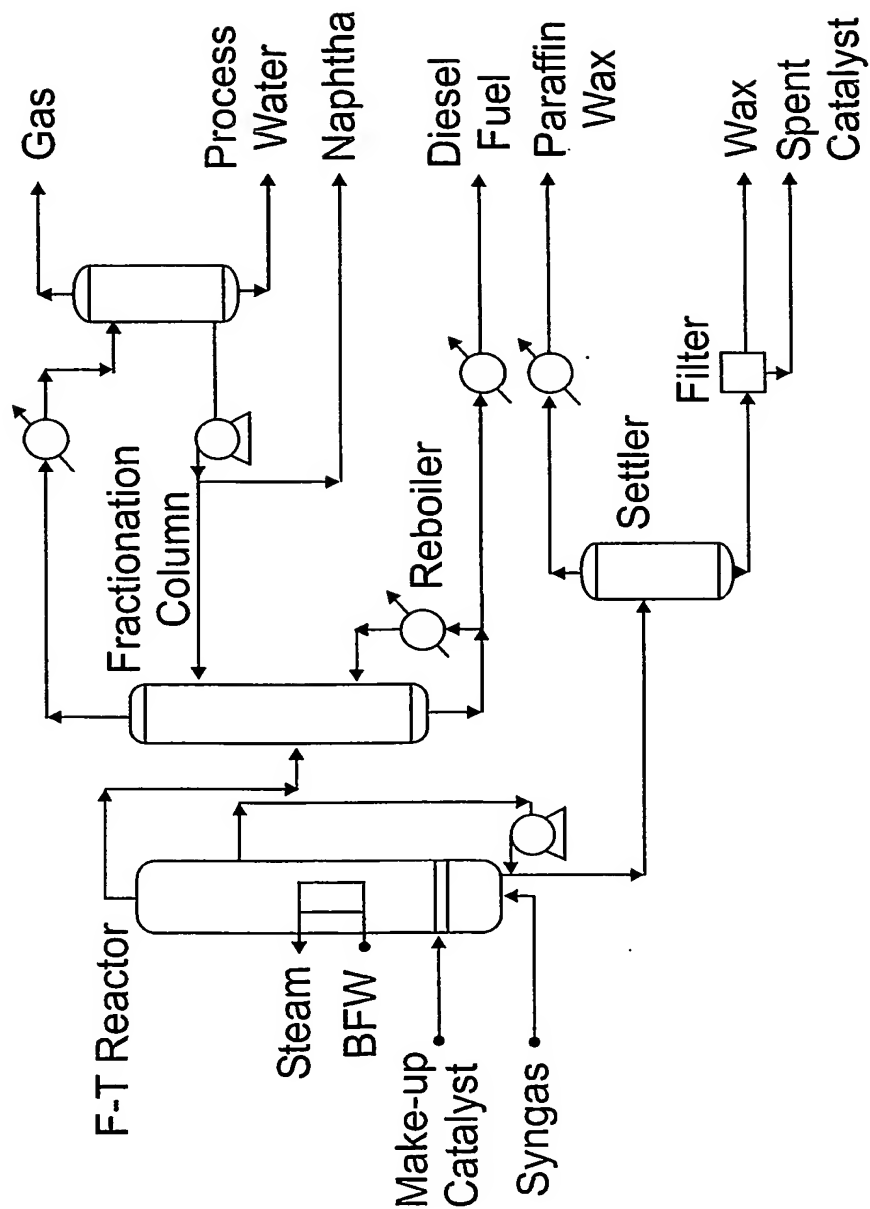 F-T Reactor
Steam
BFW
Make-up
Catalyst
Syngas
Fractionation
Column
Reboiler
Settler
Filter
Gas
Process
Water
Naphtha
Diesel
Fuel
Paraffin
Wax
Wax
Spent
Catalyst